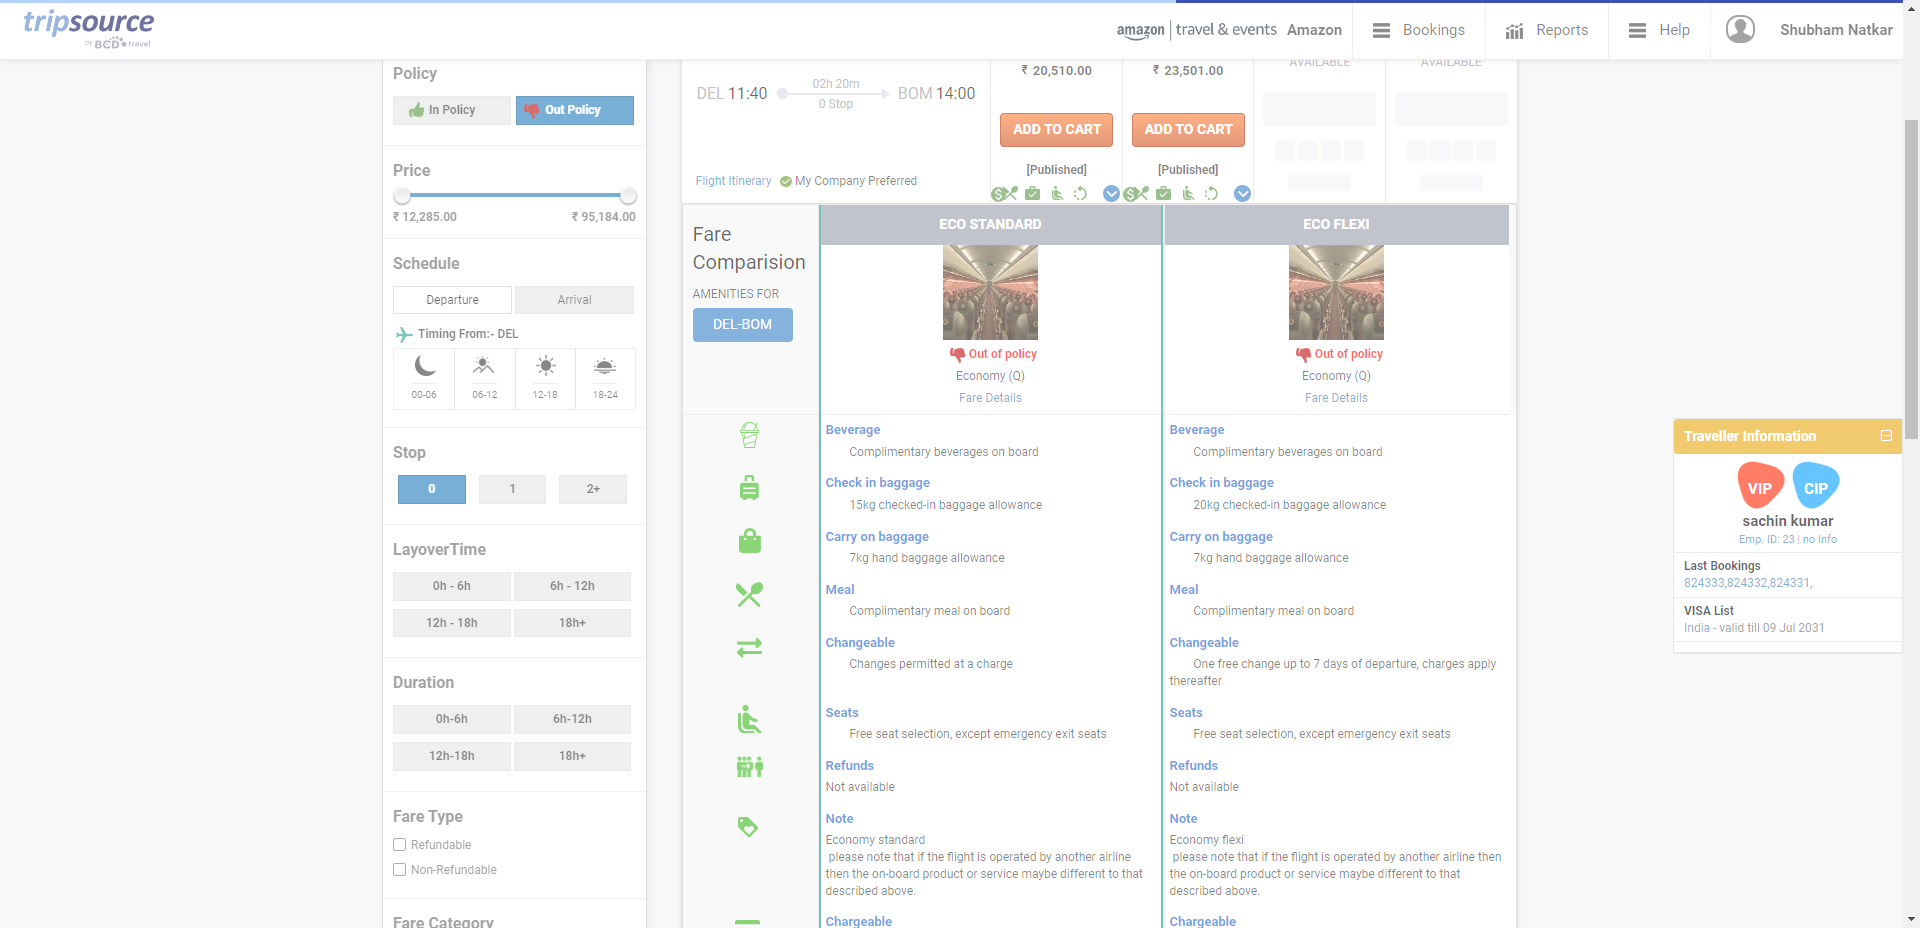 tripsource
by BCD travel
amazon | travel & events Amazon
Bookings
Reports
Help
Shubham Natkar
Policy
In Policy
Out Policy
Price
₹ 12,285.00
₹ 95,184.00
Schedule
Departure
Arrival
Timing From:- DEL
00-06
06-12
12-18
18-24
Stop
0
1
2+
LayoverTime
0h - 6h
6h - 12h
12h - 18h
18h+
Duration
0h-6h
6h-12h
12h-18h
18h+
Fare Type
Refundable
Non-Refundable
Fare Category
DEL 11:40
02h 20m
0 Stop
BOM 14:00
₹ 20,510.00
₹ 23,501.00
AVAILABLE
AVAILABLE
ADD TO CART
ADD TO CART
[Published]
[Published]
Flight Itinerary
My Company Preferred
Fare
Comparision
AMENITIES FOR
DEL-BOM
ECO STANDARD
Out of policy
Economy (Q)
Fare Details
Beverage
Complimentary beverages on board
Check in baggage
15kg checked-in baggage allowance
Carry on baggage
7kg hand baggage allowance
Meal
Complimentary meal on board
Changeable
Changes permitted at a charge
Seats
Free seat selection, except emergency exit seats
Refunds
Not available
Note
Economy standard
please note that if the flight is operated by another airline
then the on-board product or service maybe different to that
described above.
Chargeable
ECO FLEXI
Out of policy
Economy (Q)
Fare Details
Beverage
Complimentary beverages on board
Check in baggage
20kg checked-in baggage allowance
Carry on baggage
7kg hand baggage allowance
Meal
Complimentary meal on board
Changeable
One free change up to 7 days of departure, charges apply
thereafter
Seats
Free seat selection, except emergency exit seats
Refunds
Not available
Note
Economy flexi
please note that if the flight is operated by another airline then
the on-board product or service maybe different to that
described above.
Chargeable
Traveller Information
VIP
CIP
sachin kumar
Emp. ID: 23 | no Info
Last Bookings
824333,824332,824331,
VISA List
India - valid till 09 Jul 2031